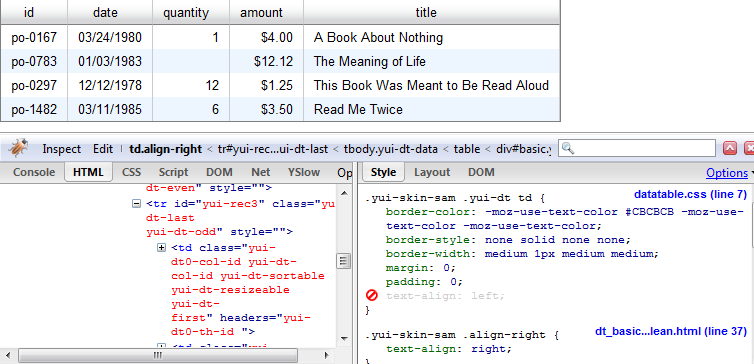 id date quantity amount title
po-0167 03/24/1980 1 $4.00 A Book About Nothing
po-0783 01/03/1983 $12.12 The Meaning of Life
po-0297 12/12/1978 12 $1.25 This Book Was Meant to Be Read Aloud
po-1482 03/11/1985 6 $3.50 Read Me Twice
Inspect Edit td.align-right < tr#yui-rec...ui-dt-last < tbody.yui-dt-data < table < div#basic.y
Console HTML CSS Script DOM Net YSlow Op
dt-even" style="">
<tr id="yui-rec3" class="yui
dt-last
yui-dt-odd" style="">
<td class="yui-
dt0-col-id yui-dt-
col-id yui-dt-sortable
yui-dt-resizeable
yui-dt-
first" headers="yui-
dt0-th-id ">
<td class="yui-
Style Layout DOM Options
.yui-skin-sam .yui-dt td { datatable.css (line 7)
border-color: -moz-use-text-color #CBCBCB -moz-use-
text-color -moz-use-text-color;
border-style: none solid none none;
border-width: medium 1px medium medium;
margin: 0;
padding: 0;
text-align: left;
}
.yui-skin-sam .align-right { dt_basic...lean.html (line 37)
text-align: right;